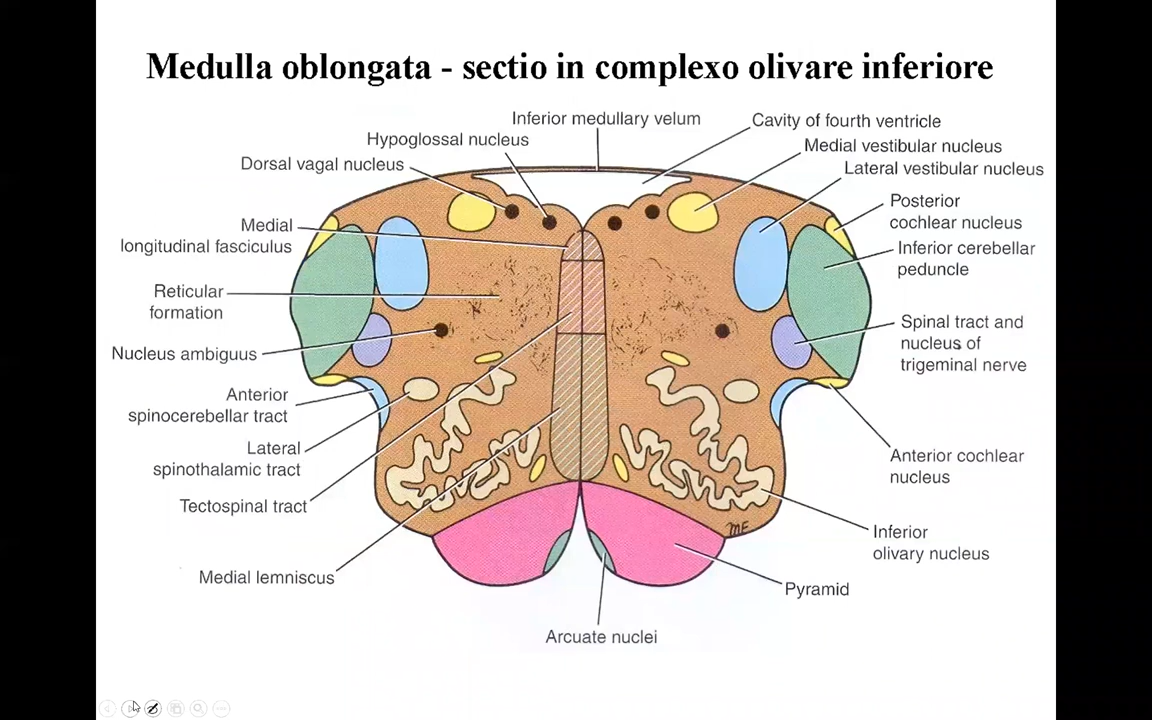 Medulla oblongata - sectio in complexo olivare inferiore
Inferior medullary velum
Cavity of fourth ventricle
Hypoglossal nucleus
Medial vestibular nucleus
Dorsal vagal nucleus
Lateral vestibular nucleus
Posterior
cochlear nucleus
Medial
longitudinal fasciculus
Inferior cerebellar
peduncle
Reticular
formation
Spinal tract and
nucleus of
trigeminal nerve
Nucleus ambiguus
Anterior
spinocerebellar tract
Lateral
spinothalamic tract
Anterior cochlear
nucleus
Tectospinal tract
ME
Inferior
olivary nucleus
Medial lemniscus
Pyramid
Arcuate nuclei